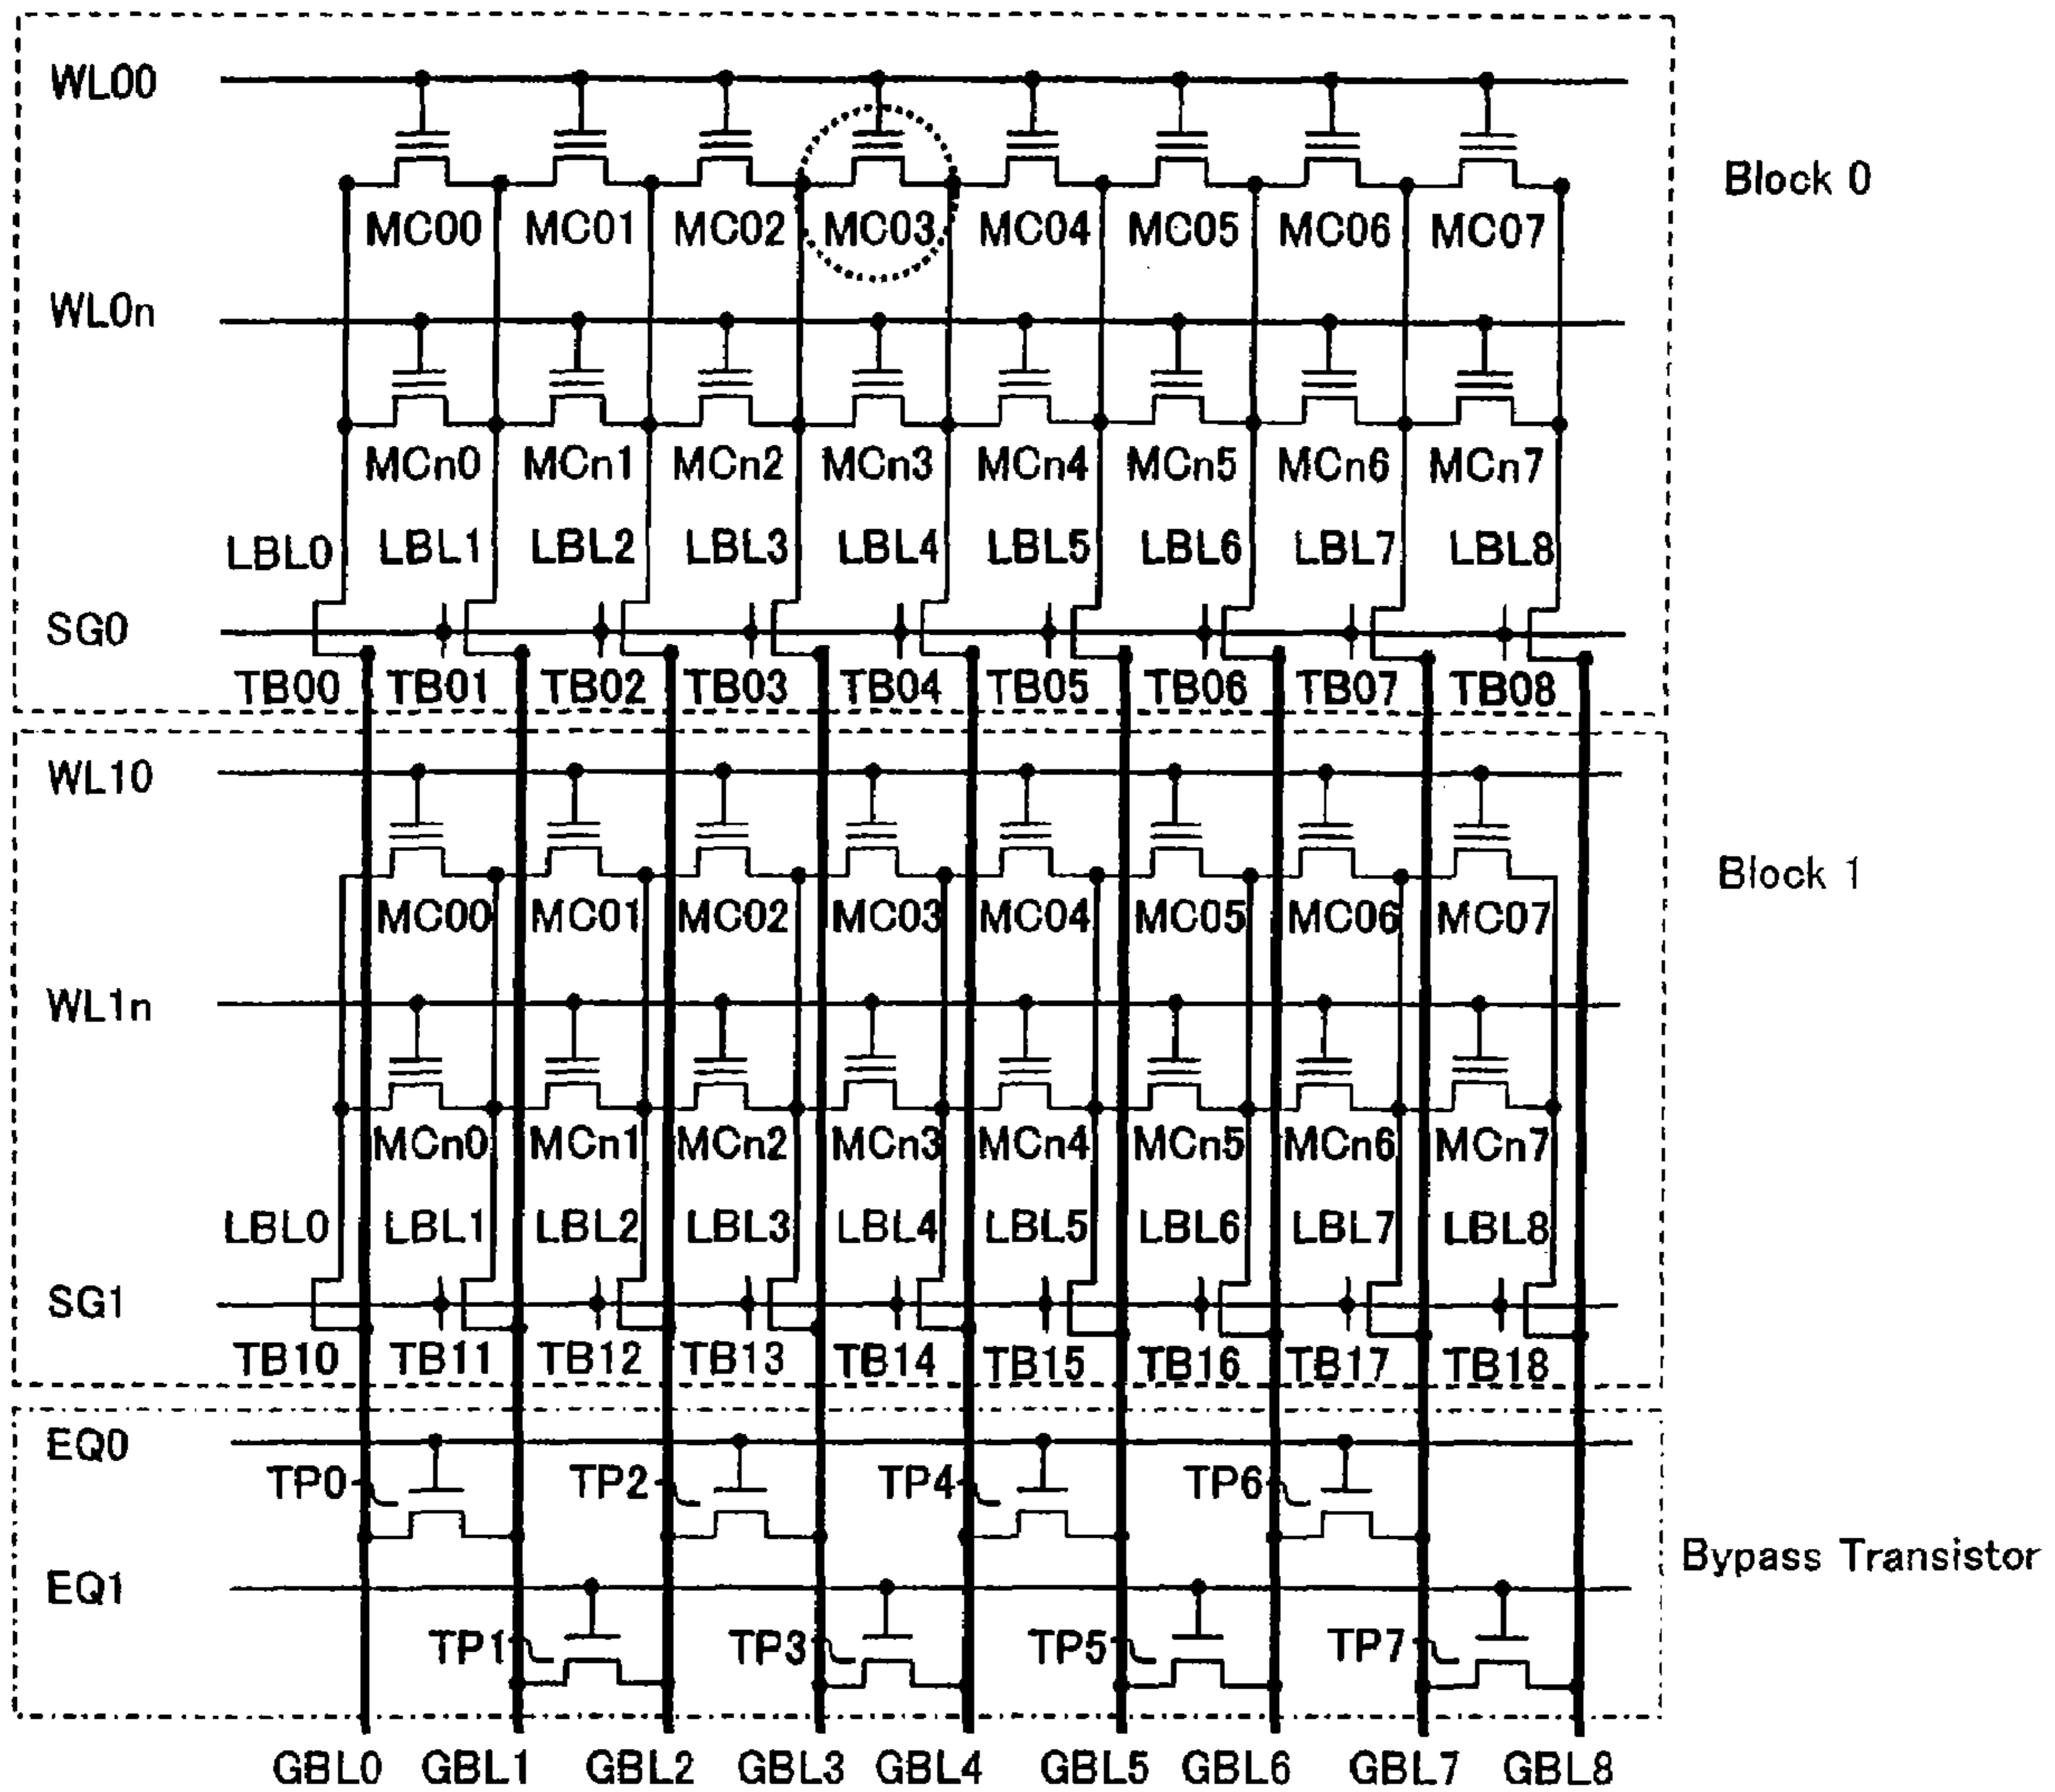 WL00
Block 0
MC00 MC01 MC02 MC03 MC04 MC05 MC06 MC07
WL0n
MCn0 MCn1 MCn2 MCn3 MCn4 MCn5 MCn6 MCn7
LBL0 LBL1 LBL2 LBL3 LBL4 LBL5 LBL6 LBL7 LBL8
SG0
TB00 TB01 TB02 TB03 TB04 TB05 TB06 TB07 TB08
WL10
Block 1
MC00 MC01 MC02 MC03 MC04 MC05 MC06 MC07
WL1n
MCn0 MCn1 MCn2 MCn3 MCn4 MCn5 MCn6 MCn7
LBL0 LBL1 LBL2 LBL3 LBL4 LBL5 LBL6 LBL7 LBL8
SG1
TB10 TB11 TB12 TB13 TB14 TB15 TB16 TB17 TB18
EQ0
TP0 TP2 TP4 TP6
Bypass Transistor
EQ1
TP1 TP3 TP5 TP7
GBL0 GBL1 GBL2 GBL3 GBL4 GBL5 GBL6 GBL7 GBL8